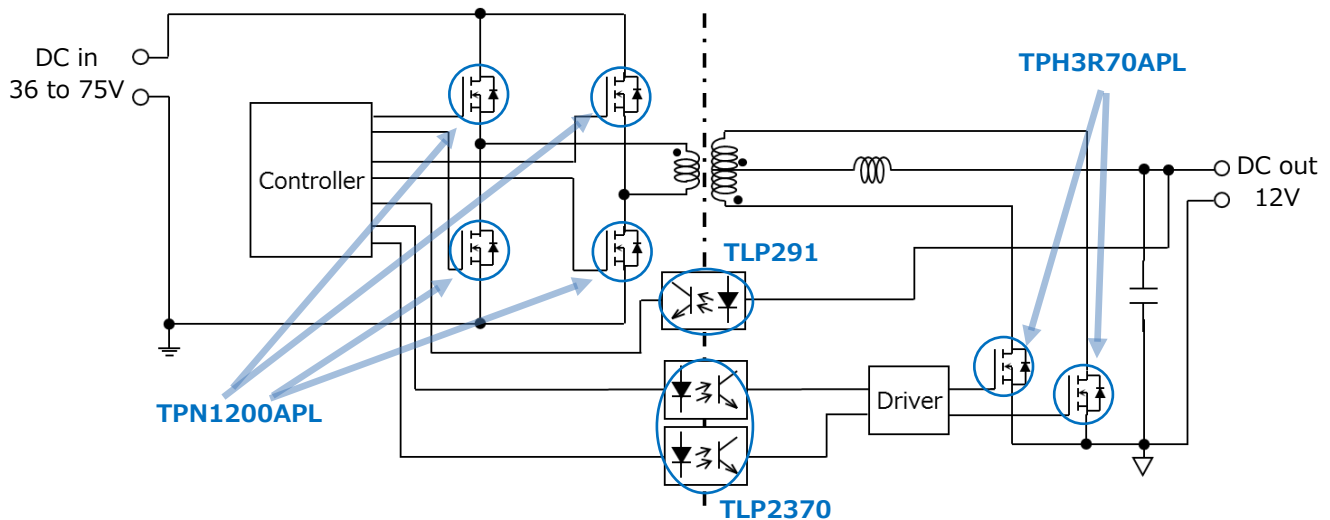 DC in
36 to 75V
TPH3R70APL
Controller
DC out
12V
TLP291
TPN1200APL
Driver
TLP2370